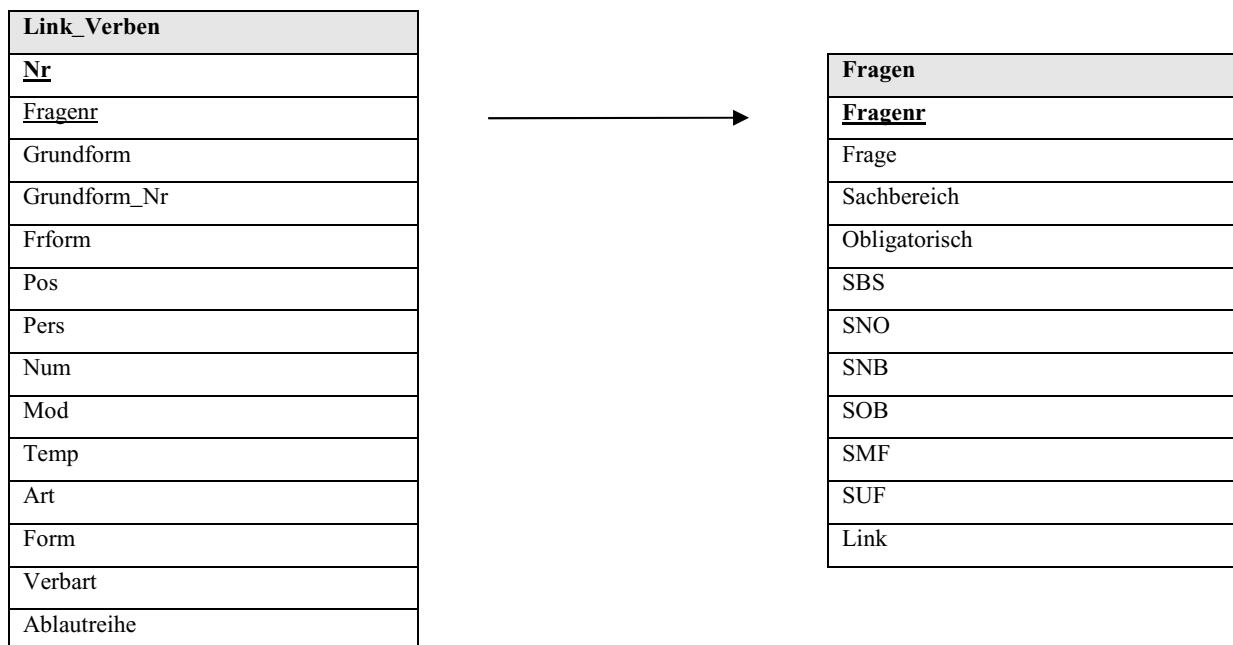 Link_Verben
Nr
Fragenr
Grundform
Grundform_Nr
Frform
Pos
Pers
Num
Mod
Temp
Art
Form
Verbart
Ablautreihe
Fragen
Fragenr
Frage
Sachbereich
Obligatorisch
SBS
SNO
SNB
SOB
SMF
SUF
Link